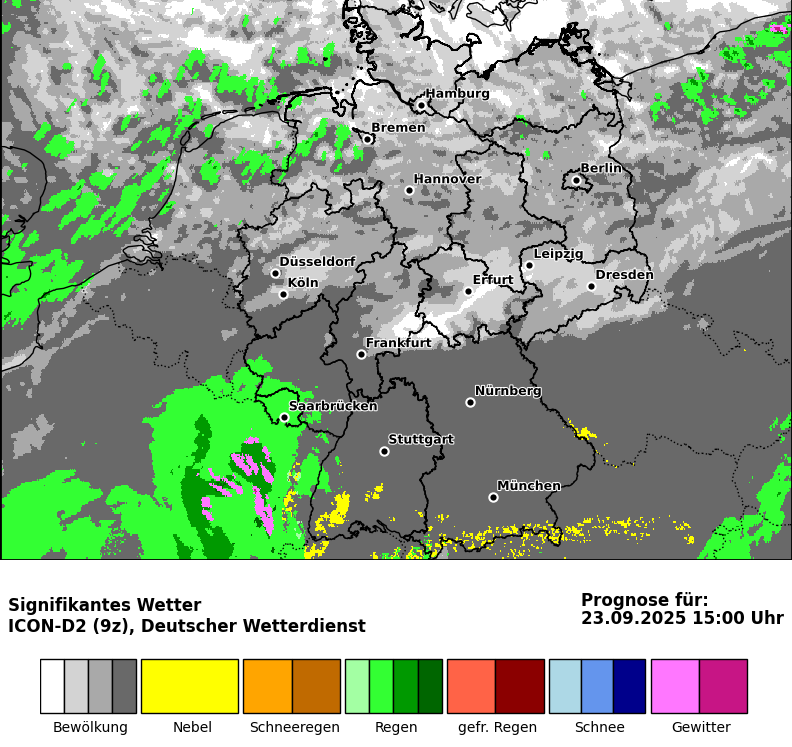 Hamburg
Bremen
Berlin
Hannover
Leipzig
Düsseldorf
Dresden
Erfurt
Köln
Frankfurt
Nürnberg
Saarbrücken
Stuttgart
München
Signifikantes Wetter
ICON-D2 (9z), Deutscher Wetterdienst
Prognose für:
23.09.2025 15:00 Uhr
Bewölkung Nebel Schneeregen Regen gefr. Regen Schnee Gewitter